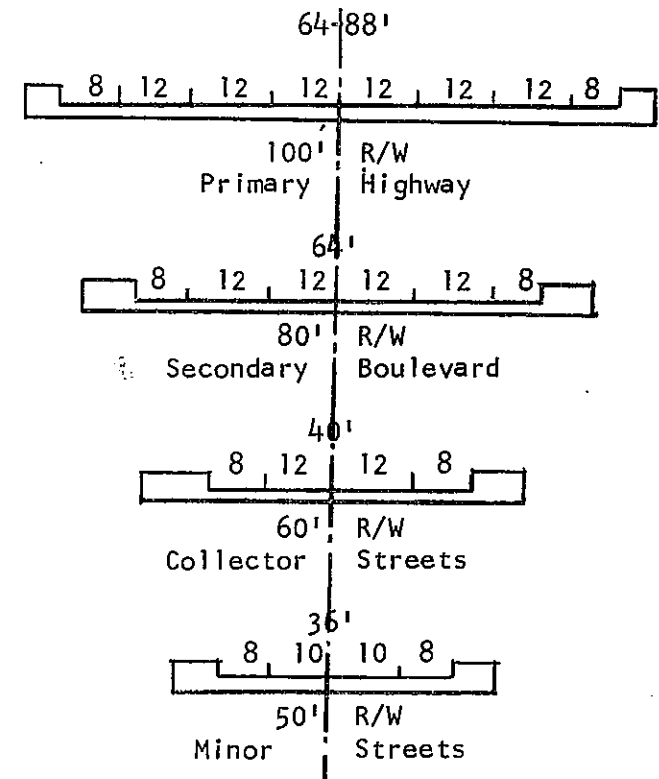 64-88'
8 12 12 12 12 12 12 8
100' R/W
Primary Highway
64'
8 12 12 12 12 8
80' R/W
Secondary Boulevard
40'
8 12 12 8
60' R/W
Collector Streets
36'
8 10 10 8
50' R/W
Minor Streets